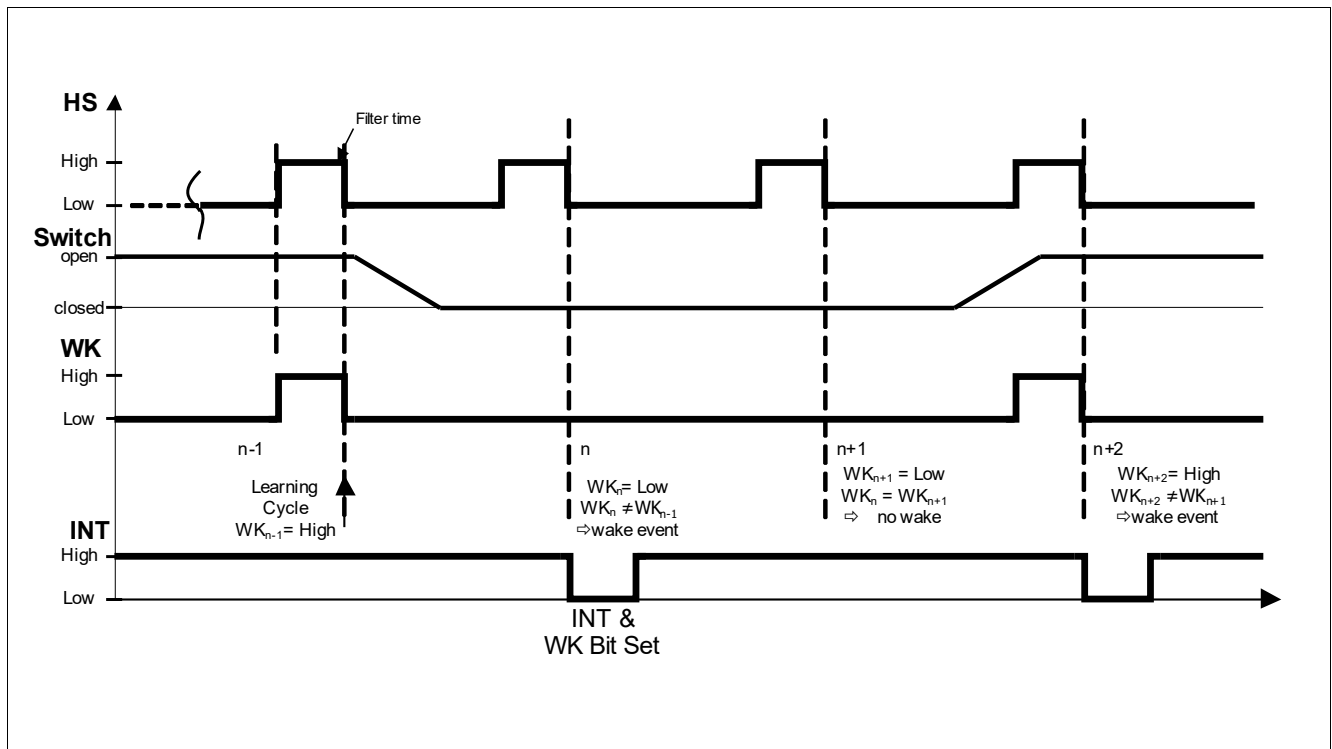 HS
Filter time
High
Low
Switch
open
closed
WK
High
Low
n-1
n
n+1
n+2
Learning
Cycle
WKn-1= High
WKn= Low
WKn ≠WKn-1
⇨wake event
WKn+1 = Low
WKn = WKn+1
⇨ no wake
WKn+2= High
WKn+2 ≠WKn+1
⇨wake event
INT
High
Low
INT &
WK Bit Set